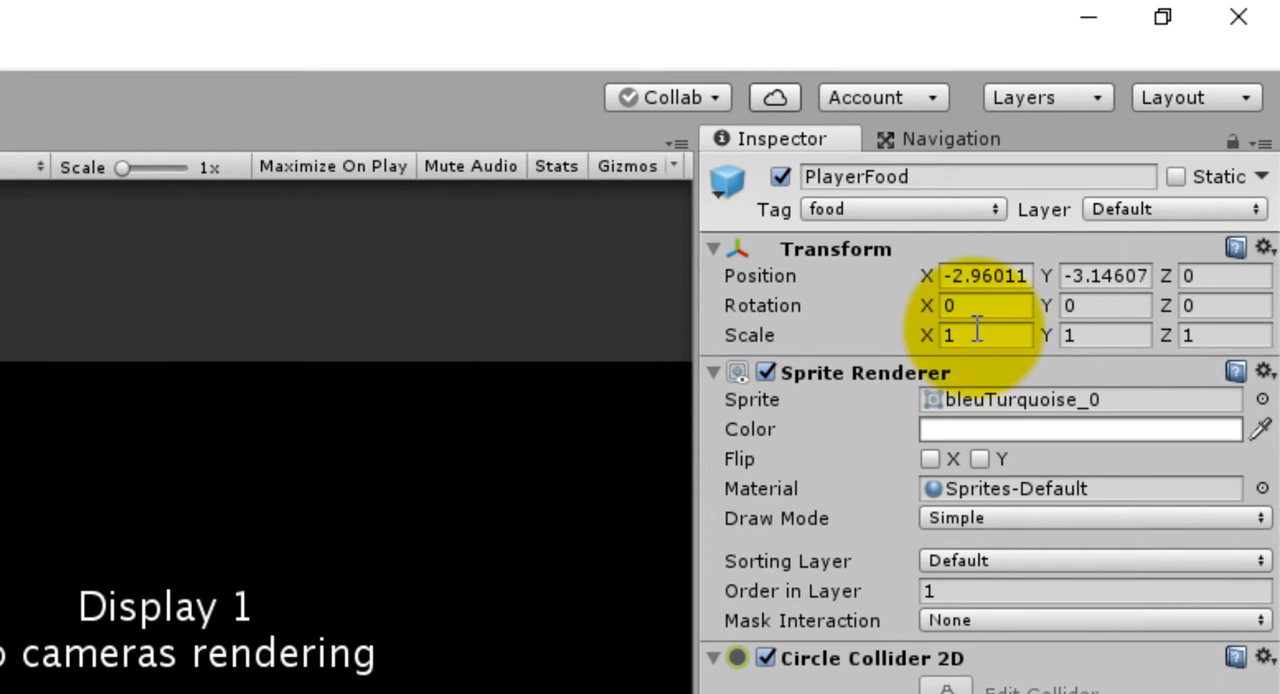 Collab Account Layers Layout
Inspector Navigation
Scale 1x Maximize On Play Mute Audio Stats Gizmos
PlayerFood Static
Tag food Layer Default
Transform
Position X -2.96011 Y -3.14607 Z 0
Rotation X 0 Y 0 Z 0
Scale X 1 Y 1 Z 1
Sprite Renderer
Sprite bleuTurquoise_0
Color
Flip X Y
Material Sprites-Default
Draw Mode Simple
Sorting Layer Default
Order in Layer 1
Mask Interaction None
Display 1
cameras rendering
Circle Collider 2D
Edit Collider